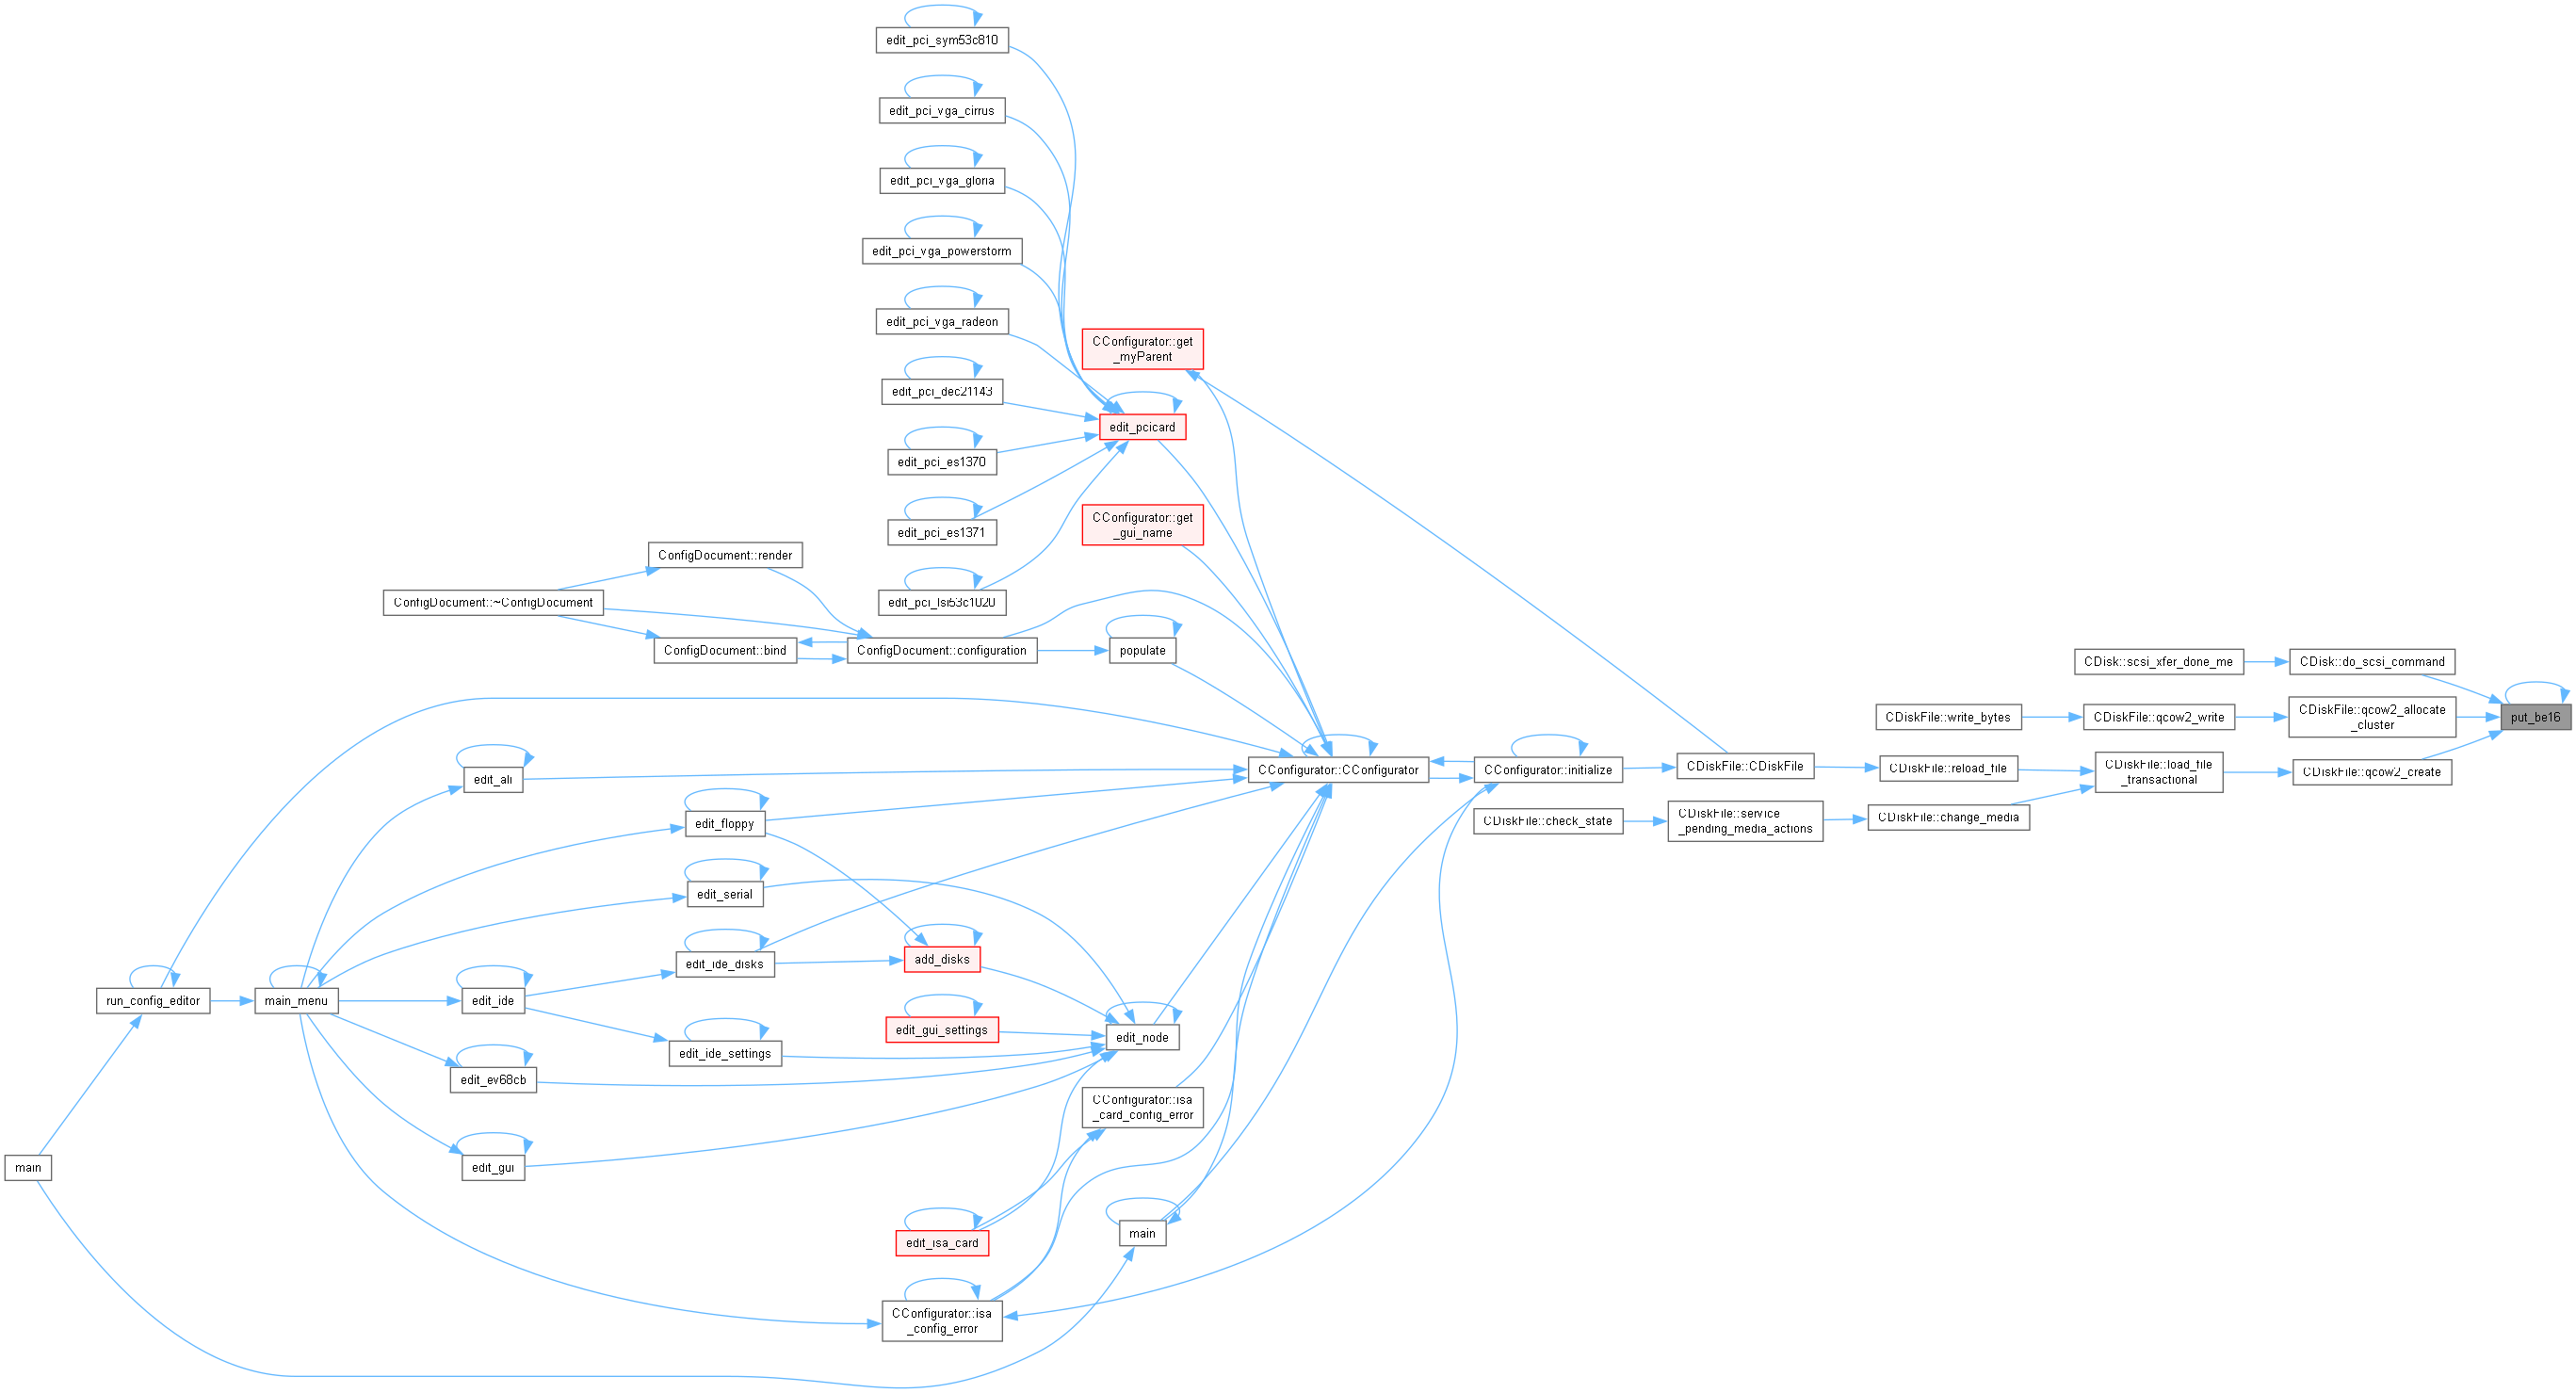 edit_pci_sym53c810
edit_pci_vga_cirrus
edit_pci_vga_gloria
edit_pci_vga_powerstorm
edit_pci_vga_radeon
CConfigurator::get
_myParent
edit_pci_dec21143
edit_pcicard
edit_pci_es1370
CConfigurator::get
_gui_name
edit_pci_es1371
ConfigDocument::render
ConfigDocument::~ConfigDocument
edit_pci_lsi53c1020
ConfigDocument::bind
ConfigDocument::configuration
populate
CDisk::scsi_xfer_done_me
CDisk::do_scsi_command
CDiskFile::write_bytes
CDiskFile::qcow2_write
CDiskFile::qcow2_allocate
_cluster
put_be16
edit_ali
CConfigurator::CConfigurator
CConfigurator::initialize
CDiskFile::CDiskFile
CDiskFile::reload_file
CDiskFile::load_file
_transactional
CDiskFile::qcow2_create
edit_floppy
CDiskFile::check_state
CDiskFile::service
_pending_media_actions
CDiskFile::change_media
edit_serial
edit_ide_disks
add_disks
run_config_editor
main_menu
edit_ide
edit_gui_settings
edit_node
edit_ide_settings
edit_ev68cb
CConfigurator::isa
_card_config_error
main
edit_gui
edit_isa_card
main
CConfigurator::isa
_config_error